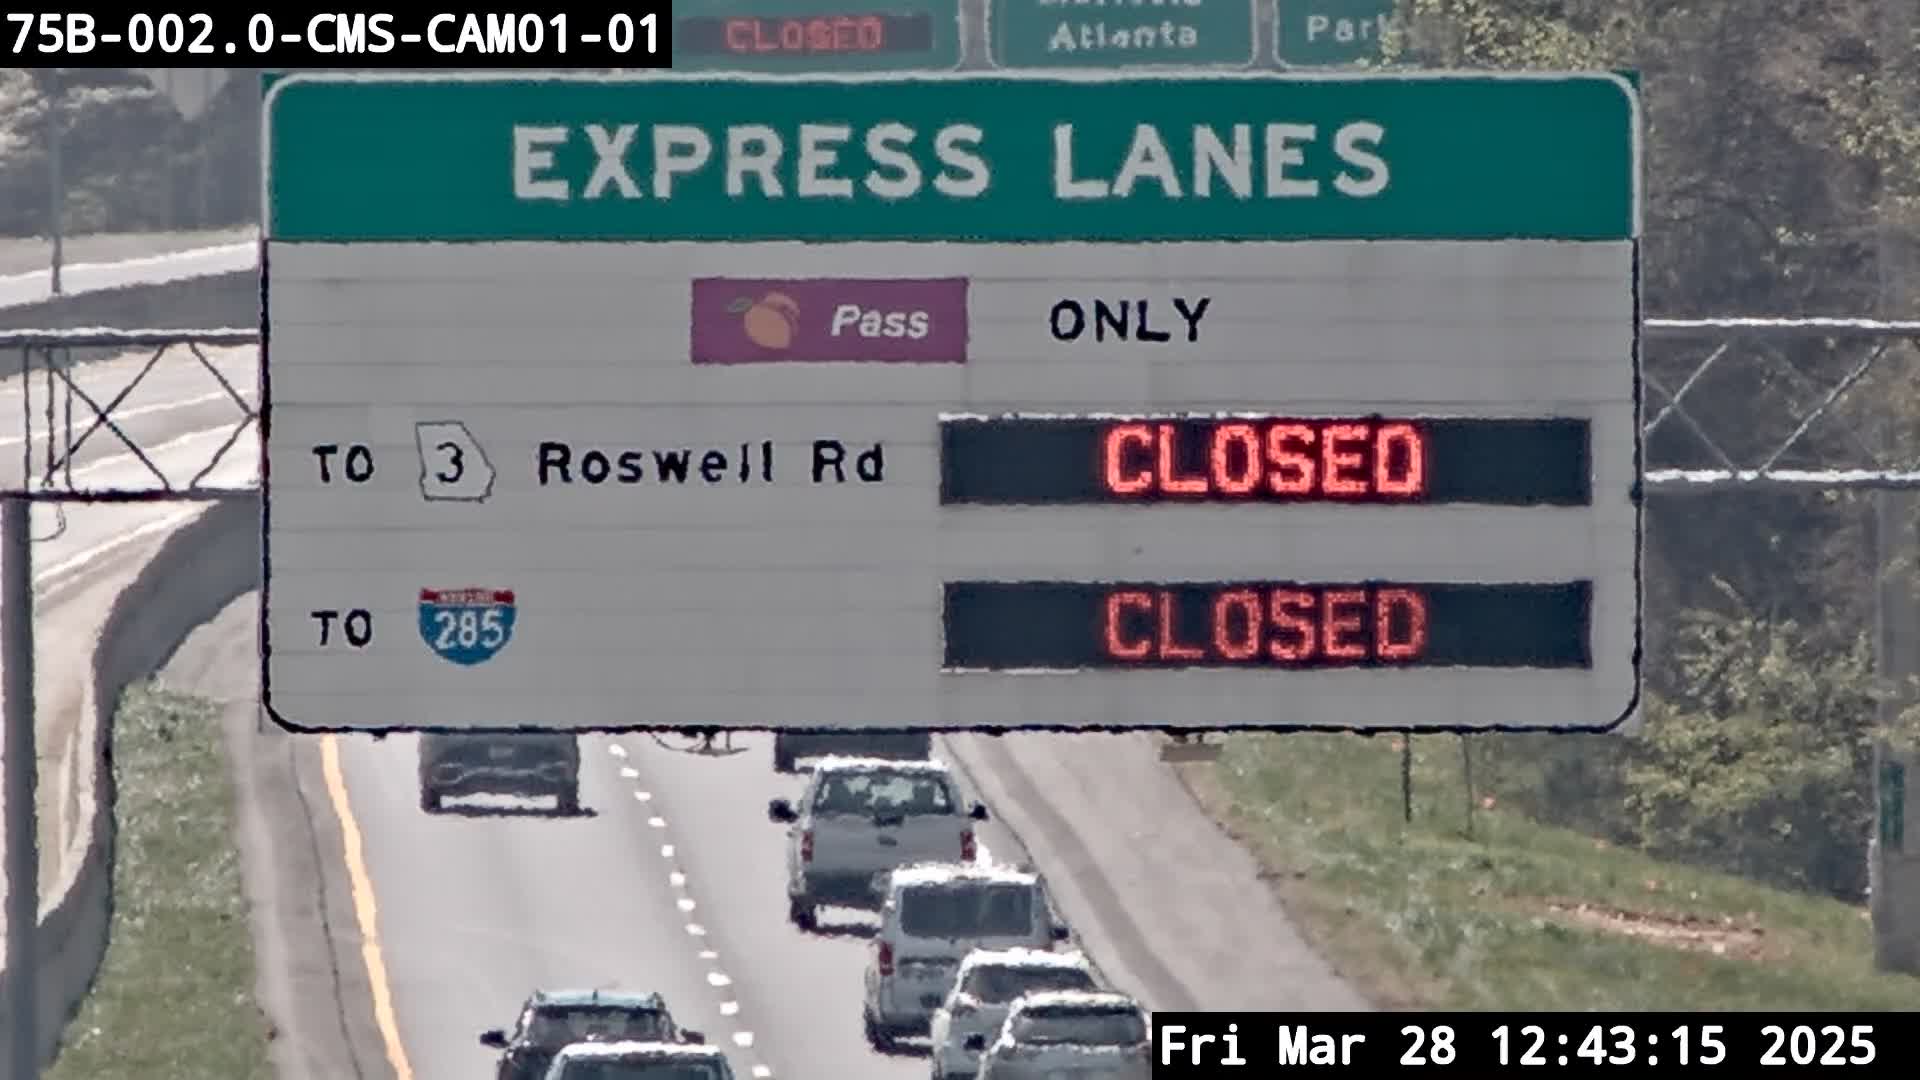 75B-002.0-CMS-CAM01-01
CLOSED
Atlanta
Park
EXPRESS LANES
Pass ONLY
TO 3 Roswell Rd CLOSED
TO 285 CLOSED
Fri Mar 28 12:43:15 2025